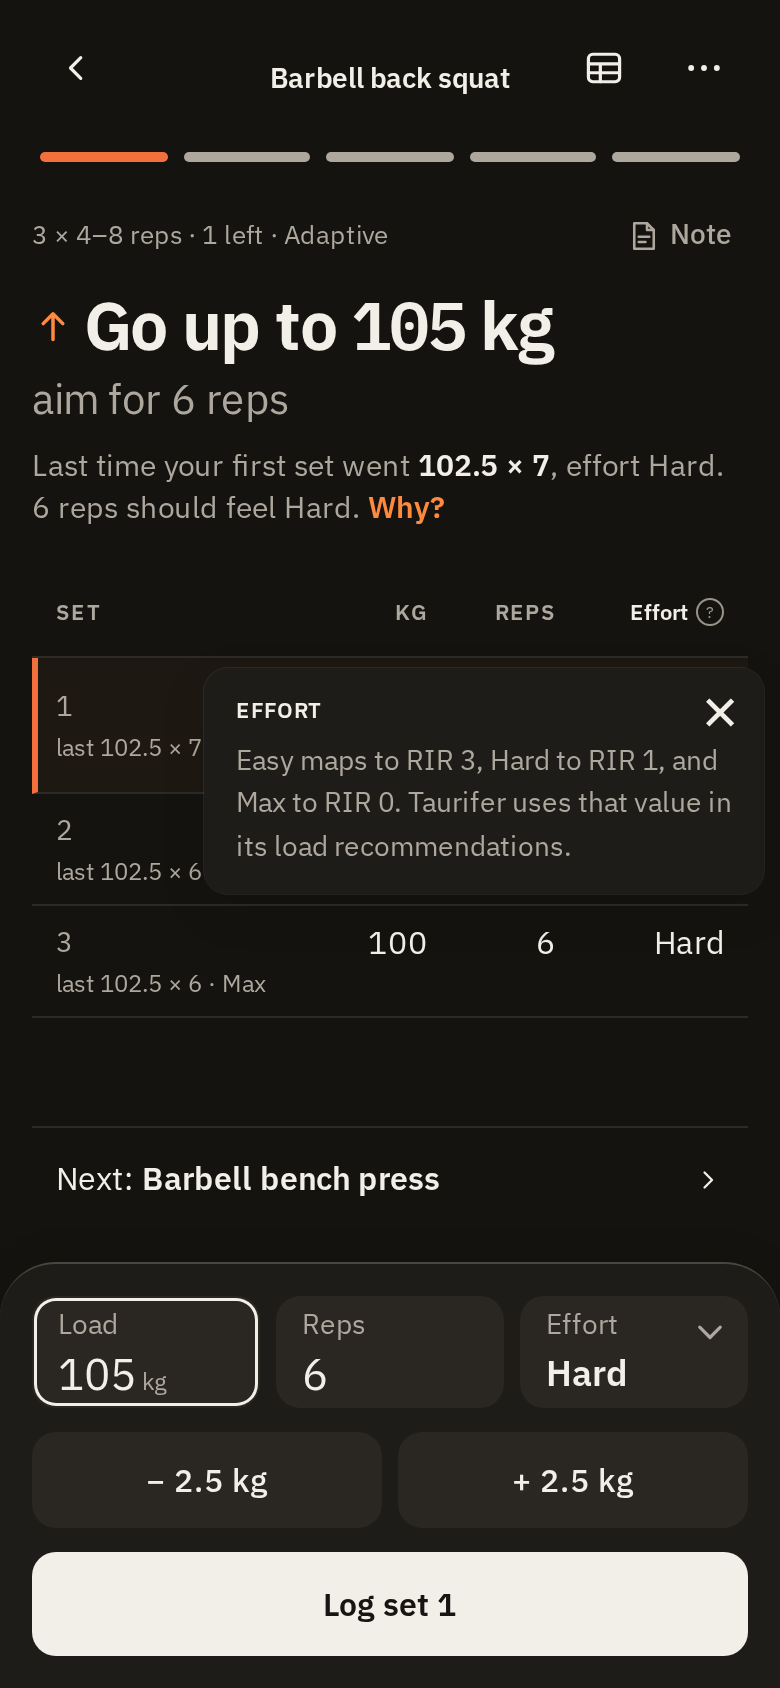 Barbell back squat
3 × 4–8 reps · 1 left · Adaptive
Note
↑ Go up to 105 kg
aim for 6 reps
Last time your first set went 102.5 × 7, effort Hard.
6 reps should feel Hard. Why?
SET KG REPS Effort ?
1
last 102.5 × 7
EFFORT
Easy maps to RIR 3, Hard to RIR 1, and
Max to RIR 0. Taurifer uses that value in
its load recommendations.
2
last 102.5 × 6
3 100 6 Hard
last 102.5 × 6 · Max
Next: Barbell bench press
Load Reps Effort
105 kg 6 Hard
− 2.5 kg + 2.5 kg
Log set 1